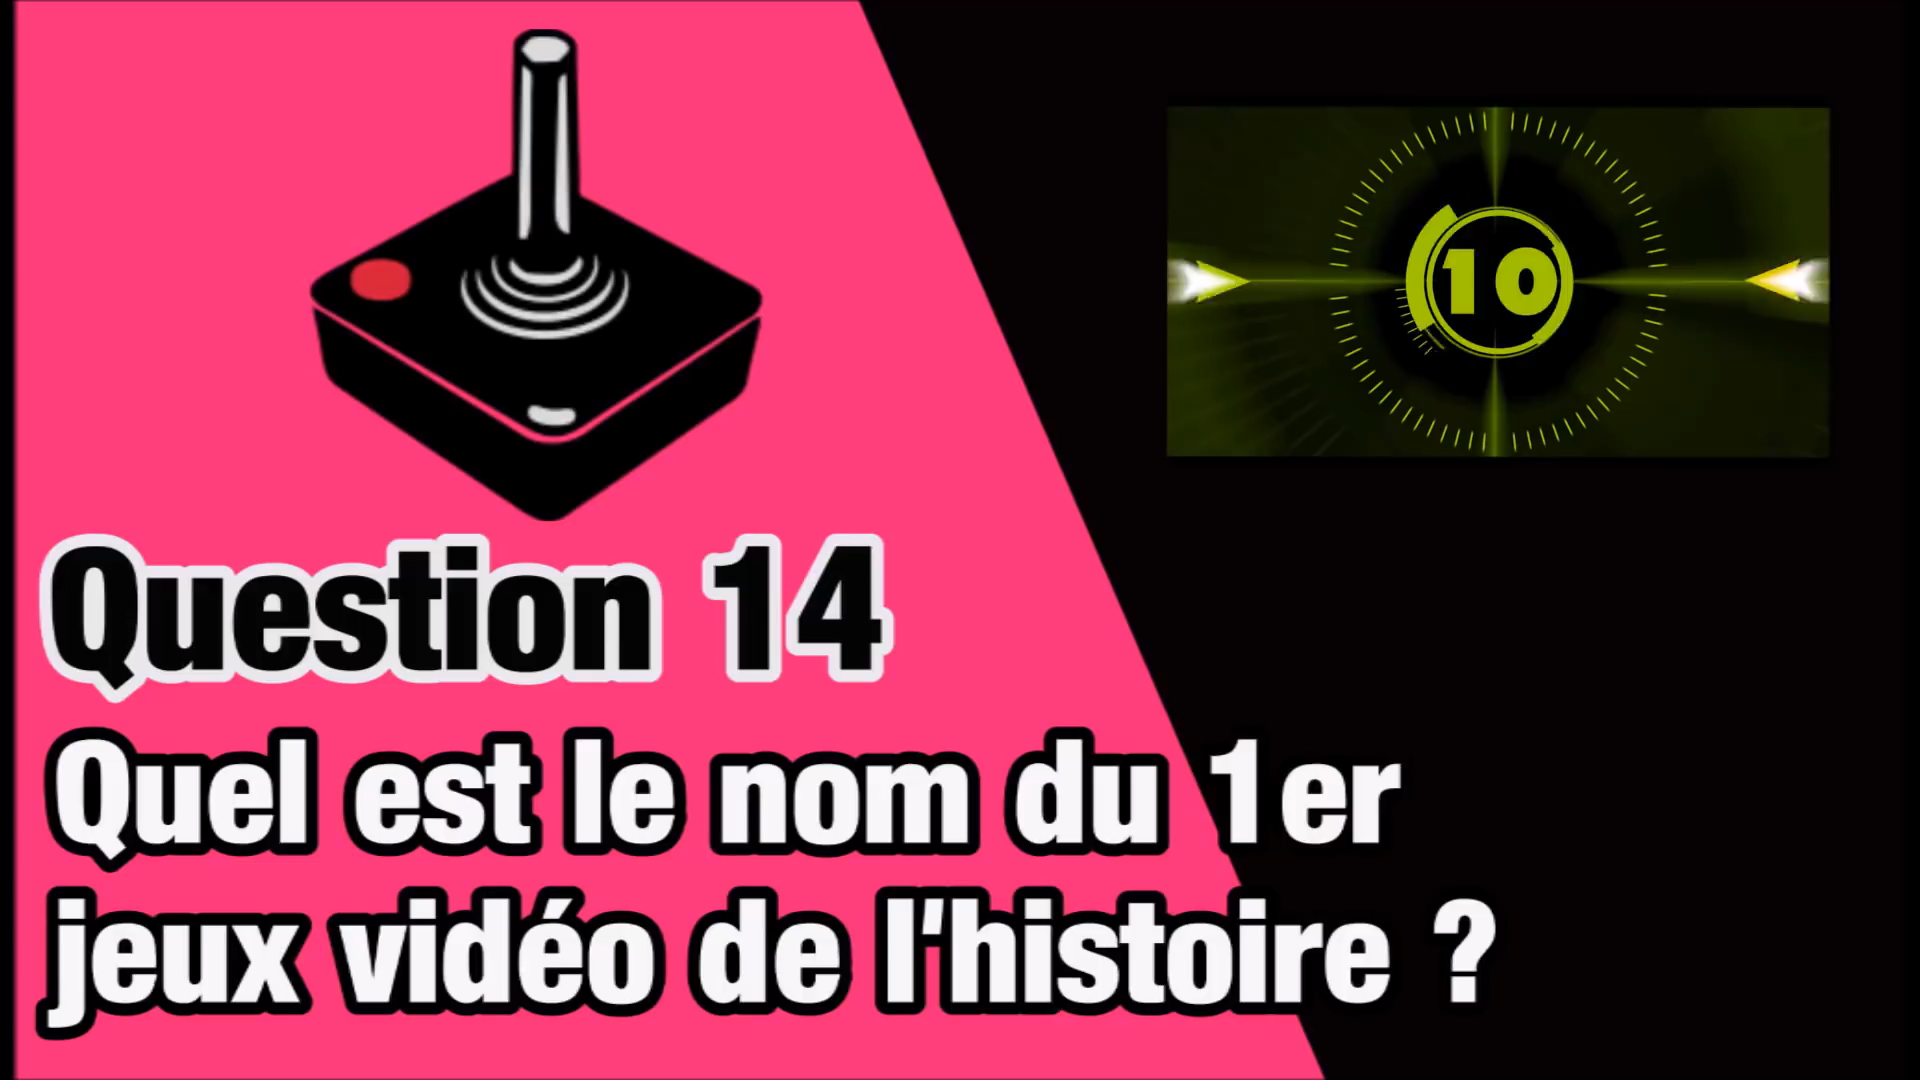 10
Question 14
Quel est le nom du 1er
jeux vidéo de l'histoire ?